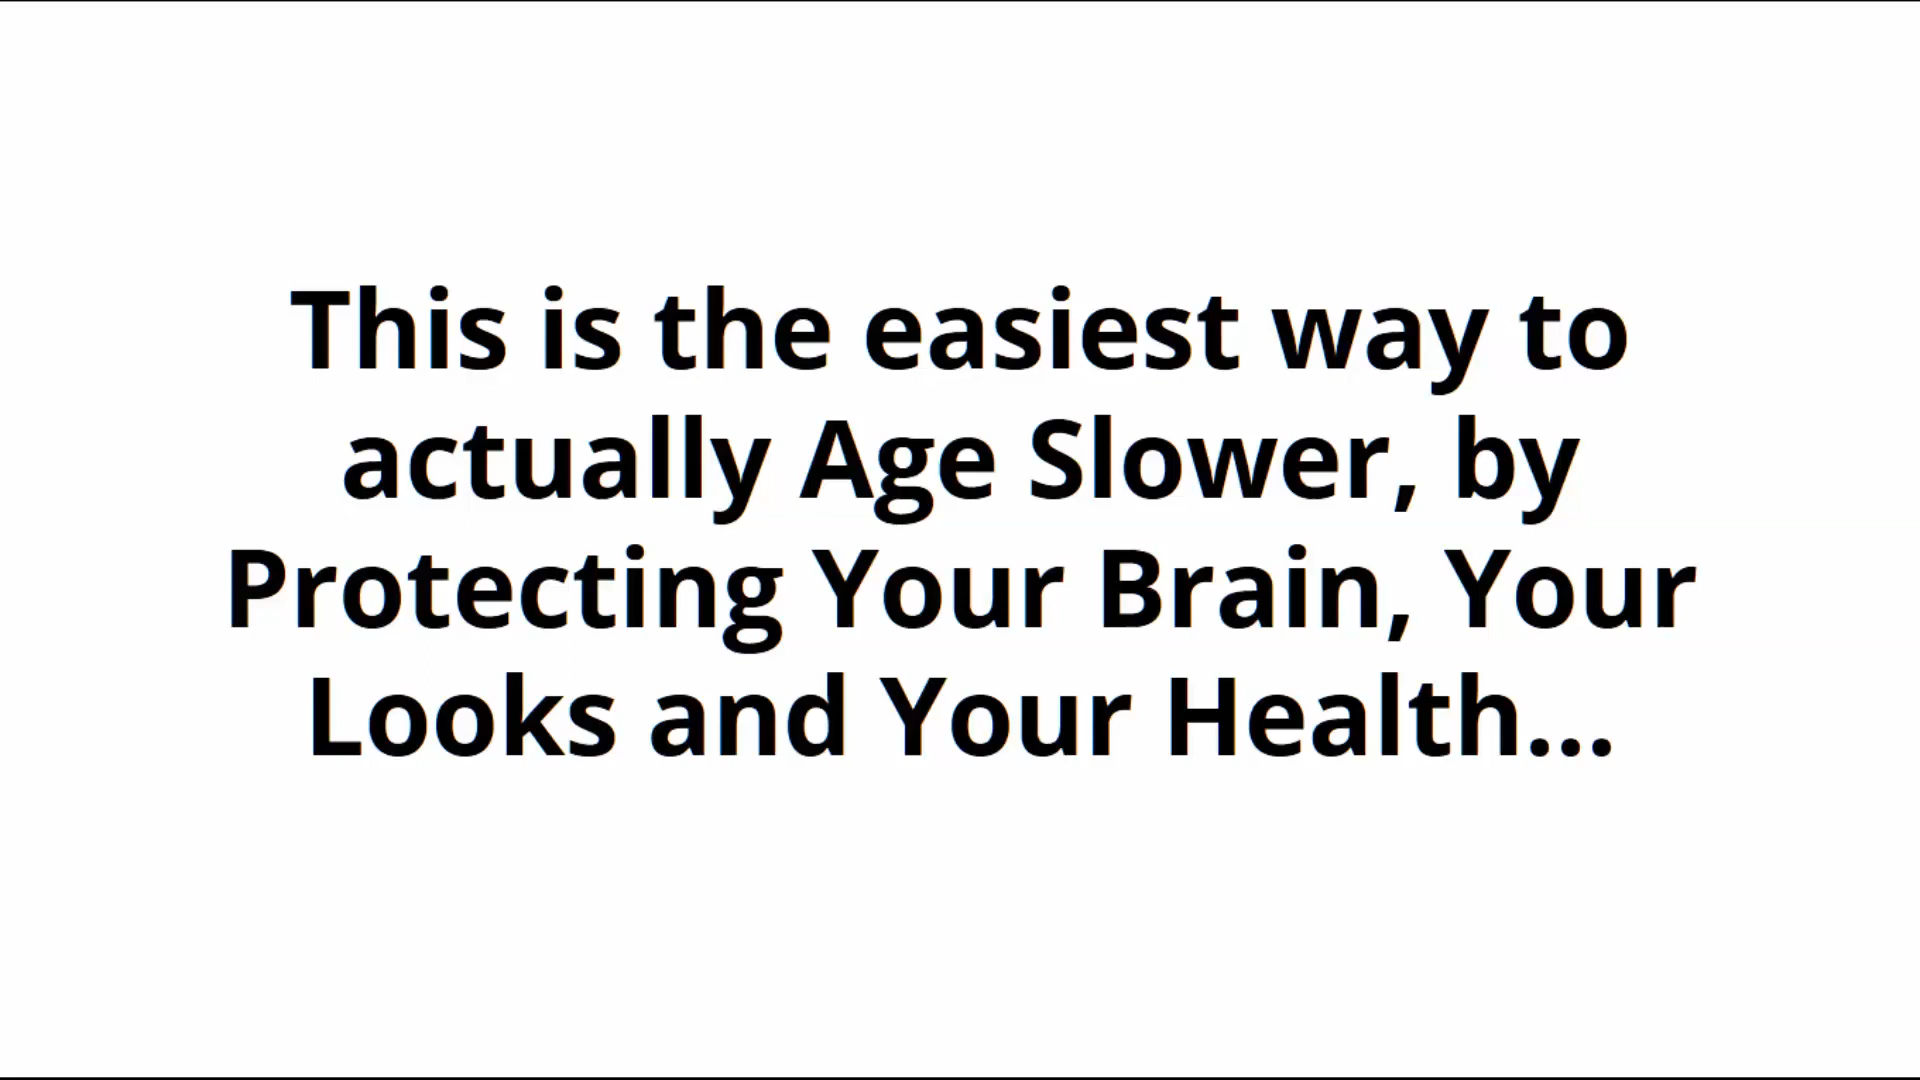 This is the easiest way to
actually Age Slower, by
Protecting Your Brain, Your
Looks and Your Health...